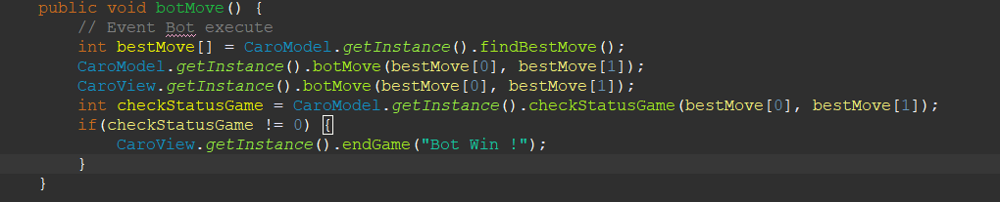 public void botMove() {
// Event Bot execute
int bestMove[] = CaroModel.getInstance().findBestMove();
CaroModel.getInstance().botMove(bestMove[0], bestMove[1]);
CaroView.getInstance().botMove(bestMove[0], bestMove[1]);
int checkStatusGame = CaroModel.getInstance().checkStatusGame(bestMove[0], bestMove[1]);
if(checkStatusGame != 0) {
CaroView.getInstance().endGame("Bot Win !");
}
}